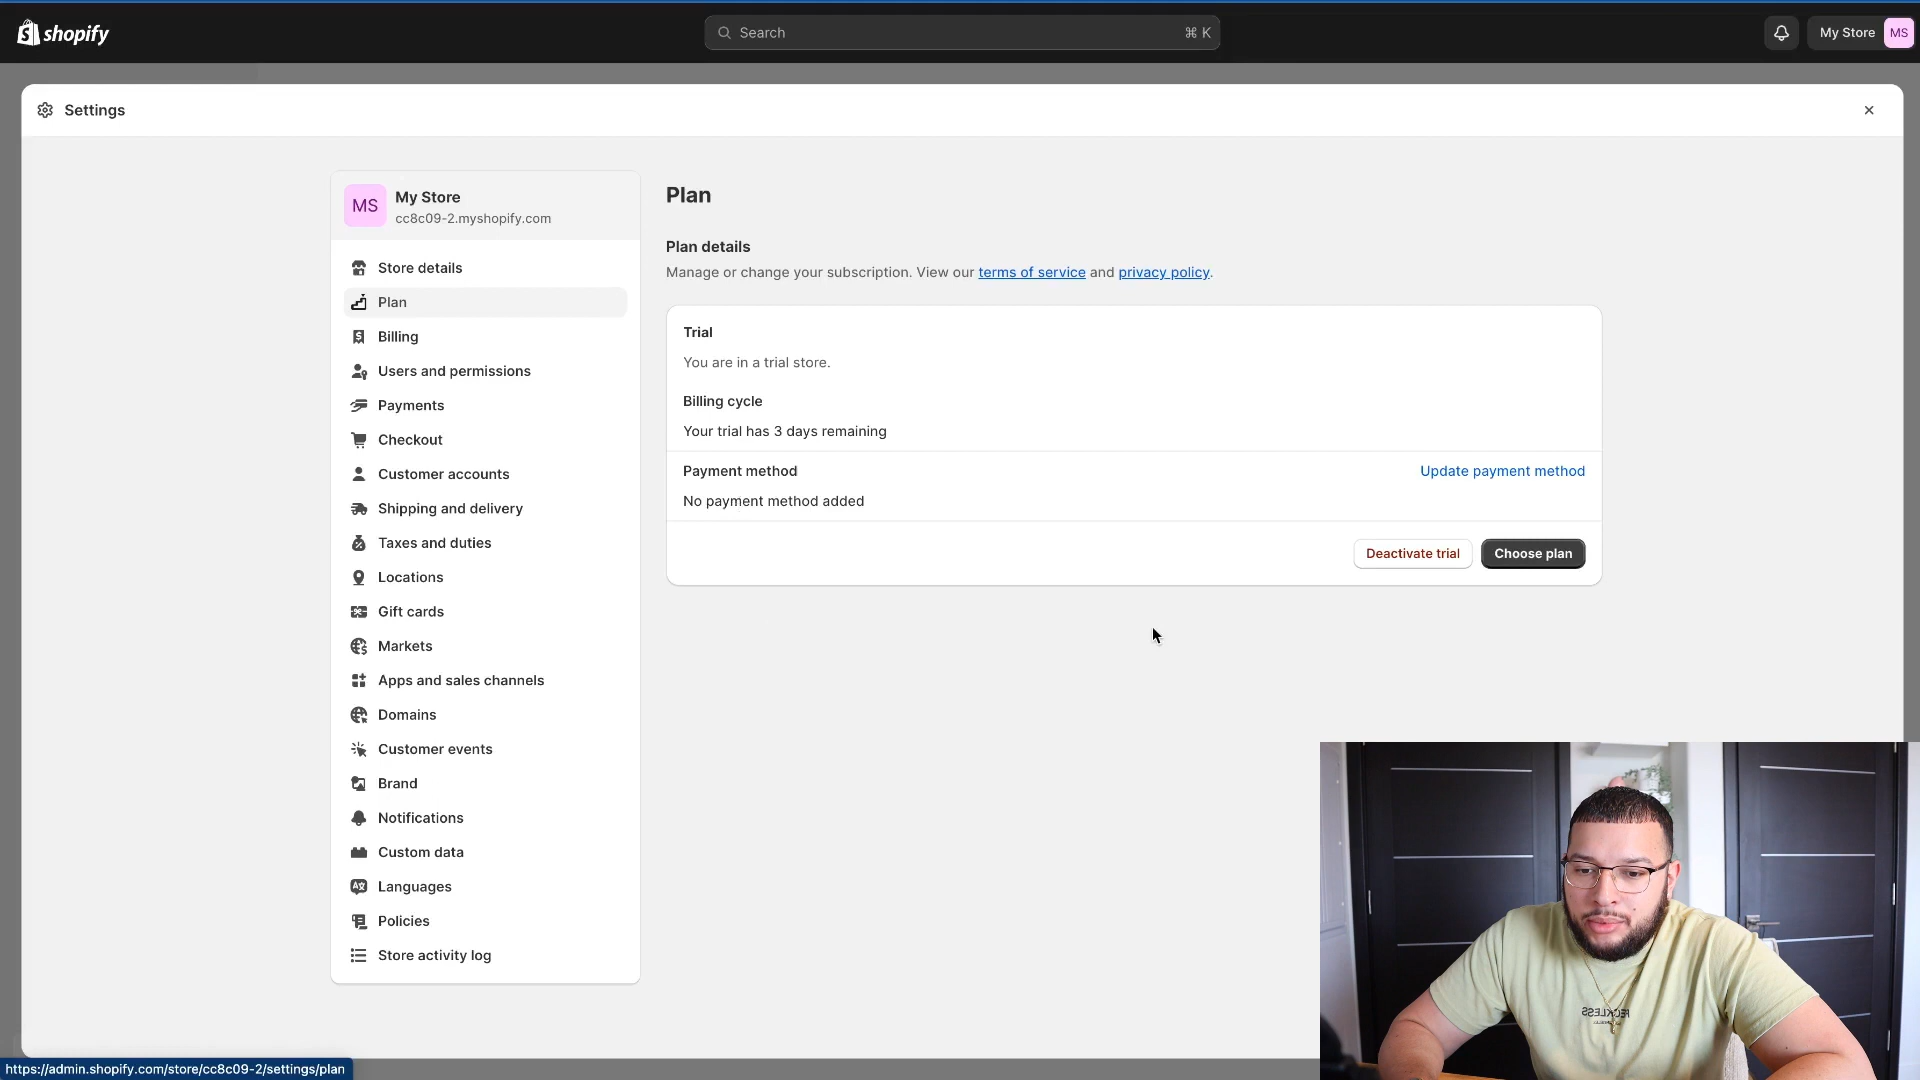 shopify
Search
⌘ K
My Store
MS
Settings
MS
My Store
cc8c09-2.myshopify.com
Store details
Plan
Billing
Users and permissions
Payments
Checkout
Customer accounts
Shipping and delivery
Taxes and duties
Locations
Gift cards
Markets
Apps and sales channels
Domains
Customer events
Brand
Notifications
Custom data
Languages
Policies
Store activity log
Plan
Plan details
Manage or change your subscription. View our terms of service and privacy policy.
Trial
You are in a trial store.
Billing cycle
Your trial has 3 days remaining
Payment method
Update payment method
No payment method added
Deactivate trial
Choose plan
https://admin.shopify.com/store/cc8c09-2/settings/plan